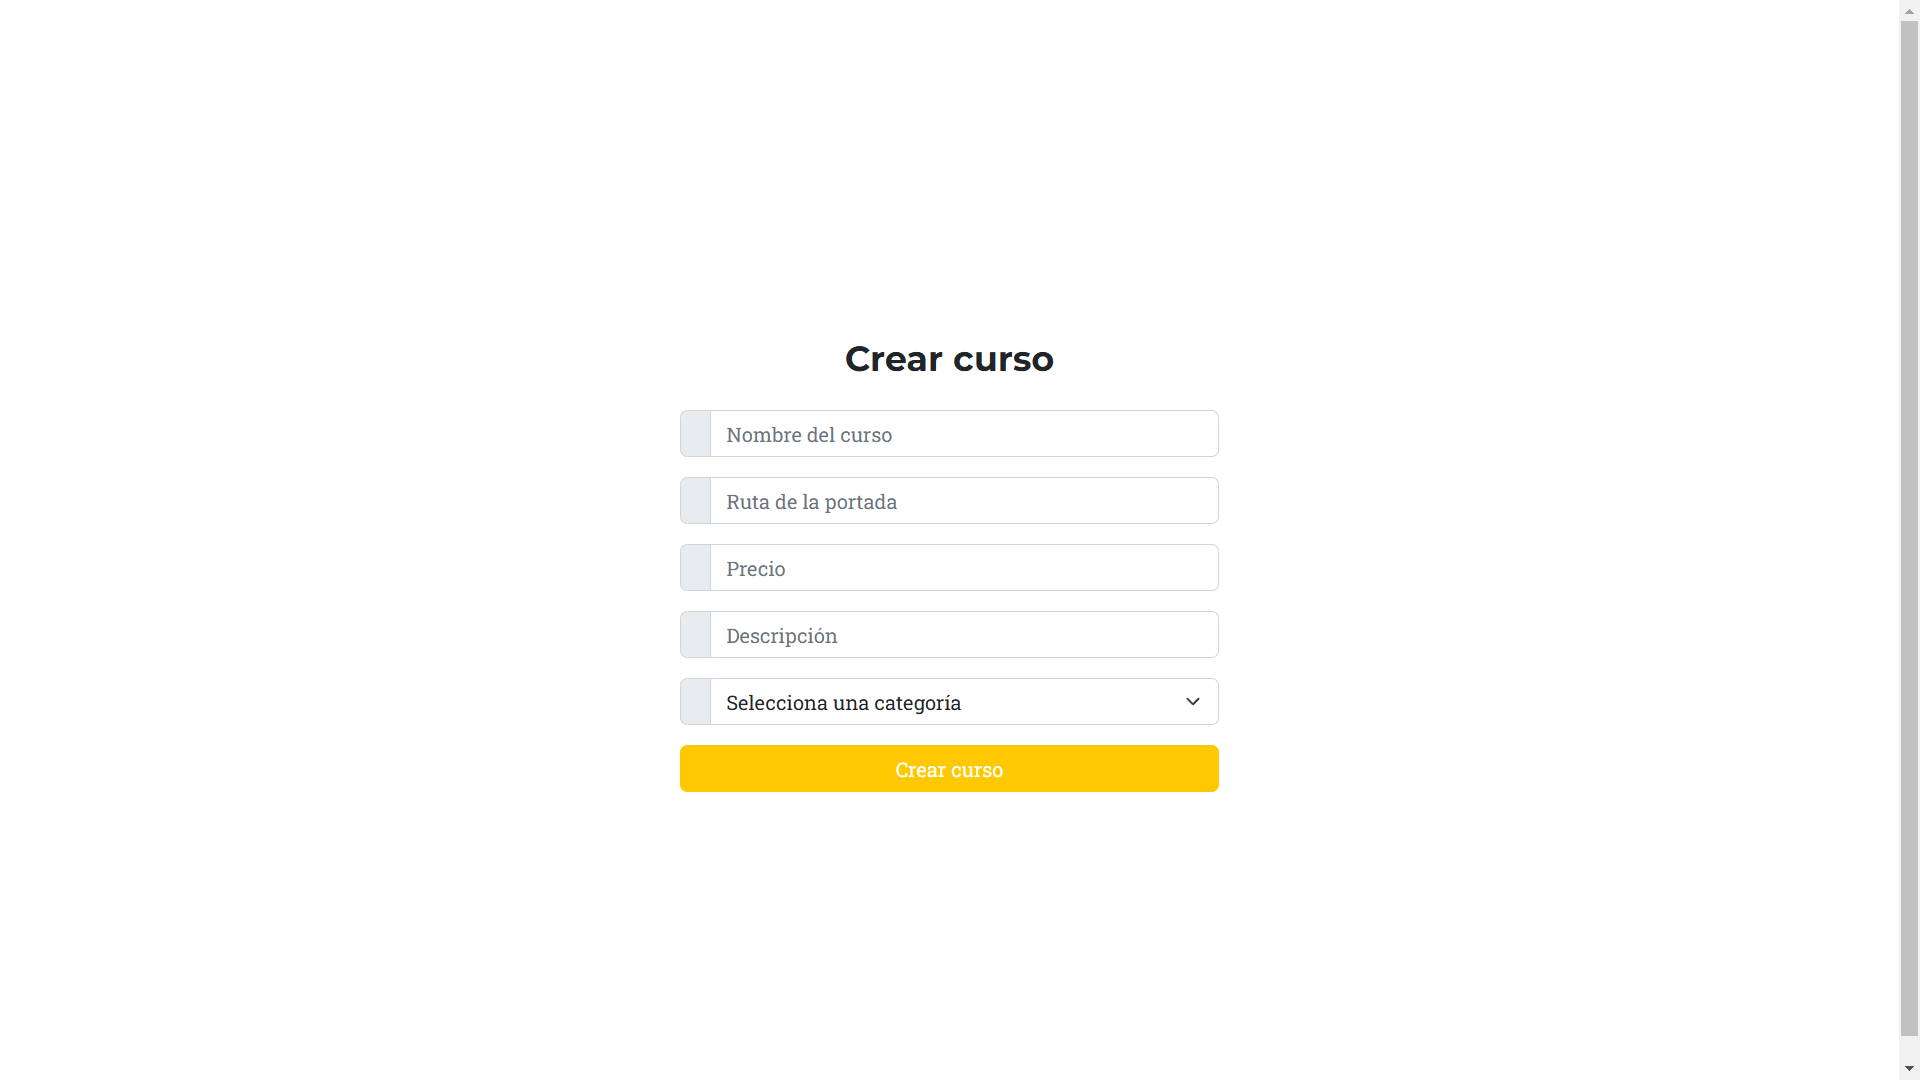 Crear curso
Nombre del curso
Ruta de la portada
Precio
Descripción
Selecciona una categoría
Crear curso